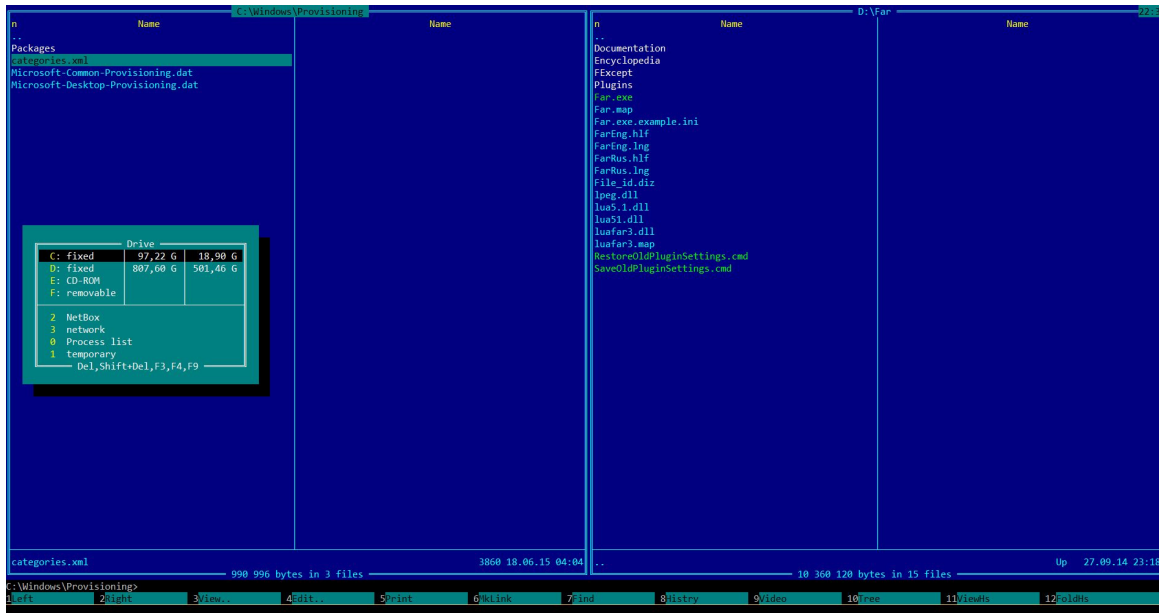 C:\Windows\Provisioning
n Name Name
..
Packages
categories.xml
Microsoft-Common-Provisioning.dat
Microsoft-Desktop-Provisioning.dat
Drive
C: fixed 97,22 G 18,90 G
D: fixed 807,60 G 501,46 G
E: CD-ROM
F: removable
2 NetBox
3 network
0 Process list
1 temporary
Del,Shift+Del,F3,F4,F9
categories.xml 3860 18.06.15 04:04
990 996 bytes in 3 files
D:\Far
n Name Name
..
Documentation
Encyclopedia
FExcept
Plugins
Far.exe
Far.map
Far.exe.example.ini
FarEng.hlf
FarEng.lng
FarRus.hlf
FarRus.lng
File_id.diz
lpeg.dll
lua5.1.dll
lua51.dll
luafar3.dll
luafar3.map
RestoreOldPluginSettings.cmd
SaveOldPluginSettings.cmd
.. Up 27.09.14 23:18
10 360 120 bytes in 15 files
C:\Windows\Provisioning>
1Left 2Right 3View.. 4Edit.. 5Print 6MkLink 7Find 8Histry 9Video 10Tree 11ViewHs 12FoldHs